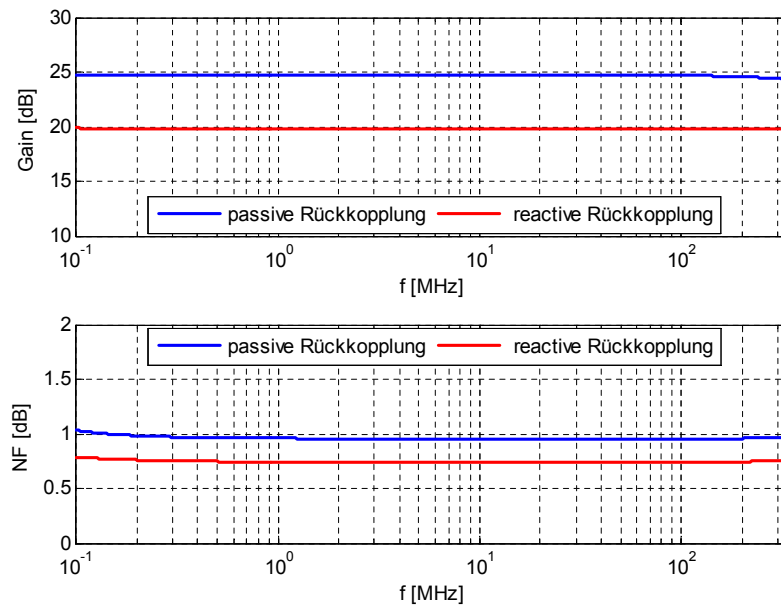 30
25
20
15
10
Gain [dB]
passive Rückkopplung reactive Rückkopplung
10^-1 10^0 10^1 10^2
f [MHz]
2
1.5
1
0.5
0
NF [dB]
passive Rückkopplung reactive Rückkopplung
10^-1 10^0 10^1 10^2
f [MHz]